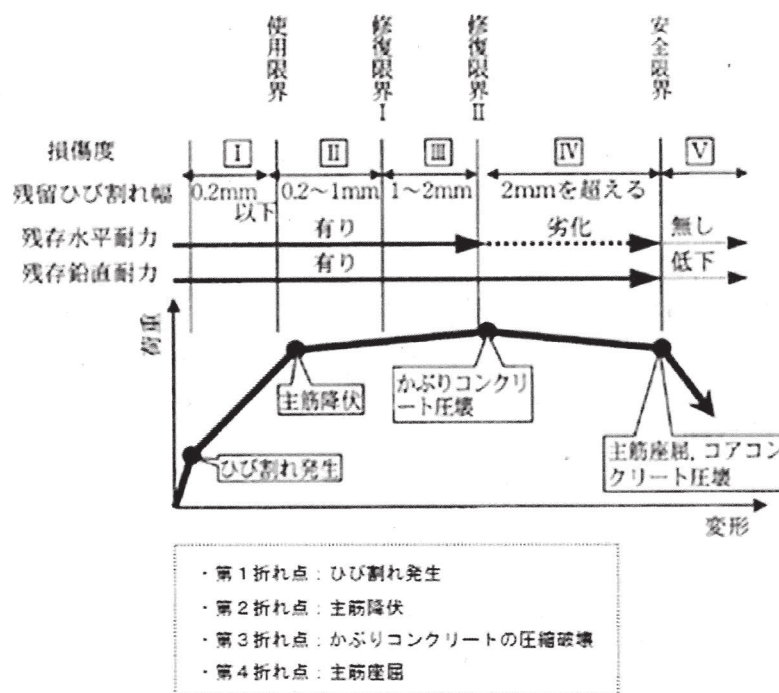 使用限界
修復限界Ⅰ
修復限界Ⅱ
安全限界
損傷度
Ⅰ
Ⅱ
Ⅲ
Ⅳ
Ⅴ
残留ひび割れ幅
0.2mm
以下
0.2～1mm
1～2mm
2mmを超える
残存水平耐力
有り
劣化
無し
残存鉛直耐力
有り
低下
荷重
主筋降伏
かぶりコンクリ
ート圧壊
ひび割れ発生
主筋座屈，コアコン
クリート圧壊
変形
・第1折れ点：ひび割れ発生
・第2折れ点：主筋降伏
・第3折れ点：かぶりコンクリートの圧縮破壊
・第4折れ点：主筋座屈